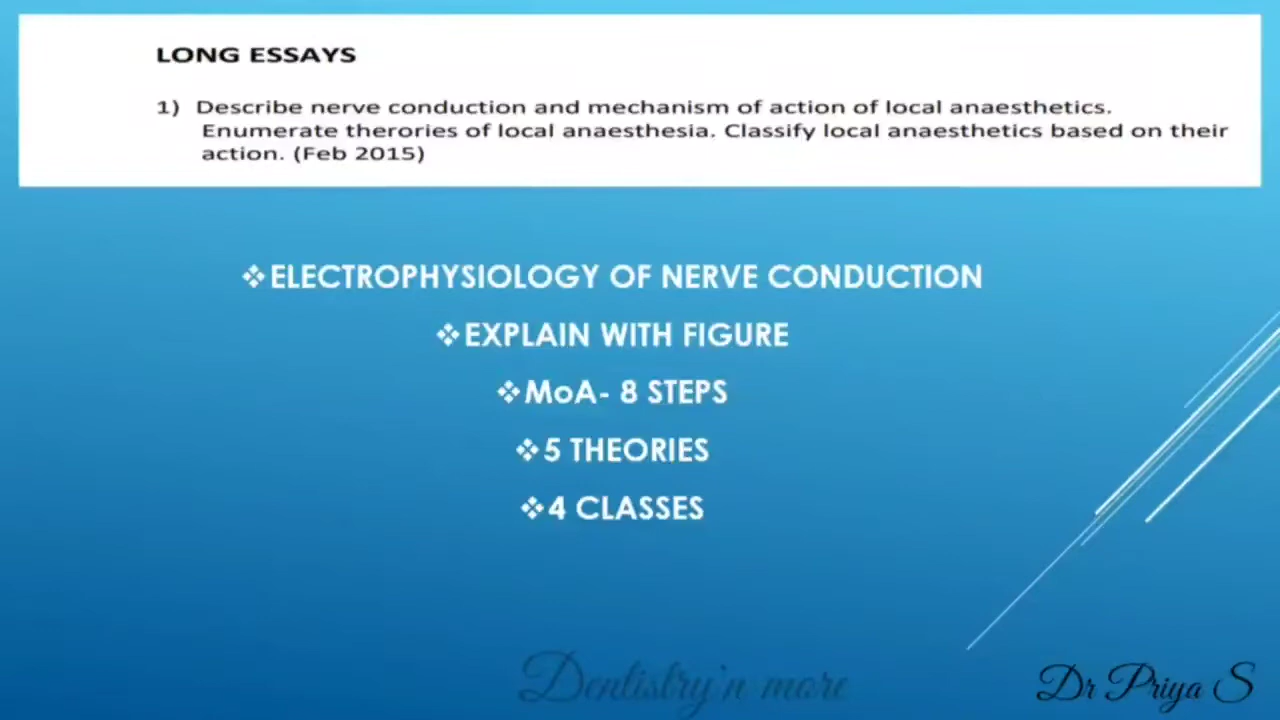 LONG ESSAYS
1) Describe nerve conduction and mechanism of action of local anaesthetics.
Enumerate therories of local anaesthesia. Classify local anaesthetics based on their
action. (Feb 2015)
❖ELECTROPHYSIOLOGY OF NERVE CONDUCTION
❖EXPLAIN WITH FIGURE
❖MoA- 8 STEPS
❖5 THEORIES
❖4 CLASSES
Dentistry'n more
Dr Priya S